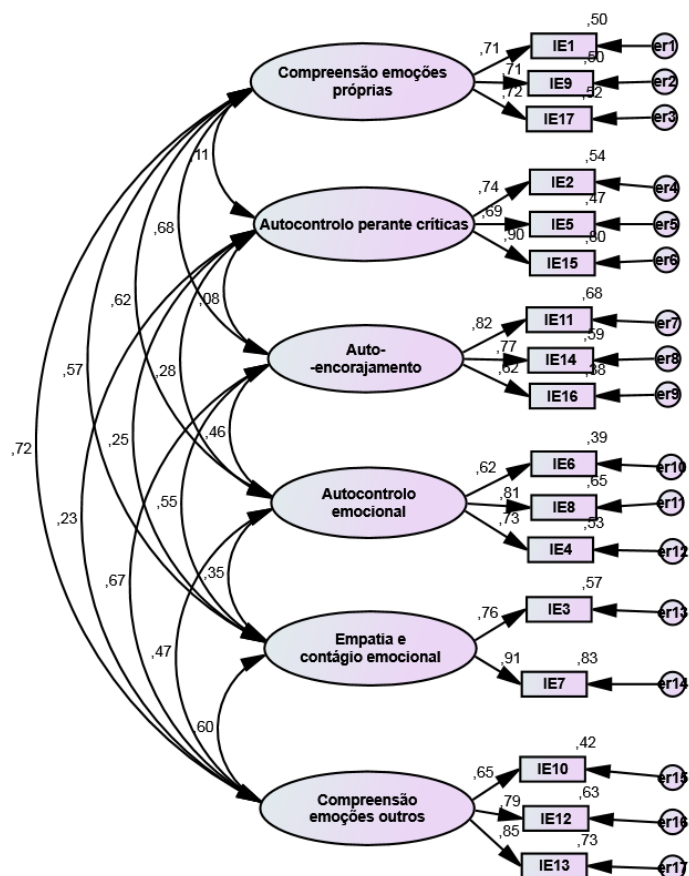 ,50
,71
IE1
er1
Compreensão emoções
próprias
,71
,50
IE9
er2
,72
,52
IE17
er3
,11
,54
,74
IE2
er4
Autocontrolo perante críticas
,69
,47
IE5
er5
,90
,80
IE15
er6
,68
,62
,08
,68
,82
IE11
er7
Auto-
-encorajamento
,77
,59
IE14
er8
,62
,38
IE16
er9
,57
,28
,72
,25
,46
,39
,62
IE6
er10
Autocontrolo
emocional
,81
,65
IE8
er11
,73
,53
IE4
er12
,23
,55
,67
,35
,57
,76
IE3
er13
Empatia e
contágio emocional
,91
,83
IE7
er14
,47
,60
,42
,65
IE10
er15
Compreensão
emoções outros
,79
,63
IE12
er16
,85
,73
IE13
er17